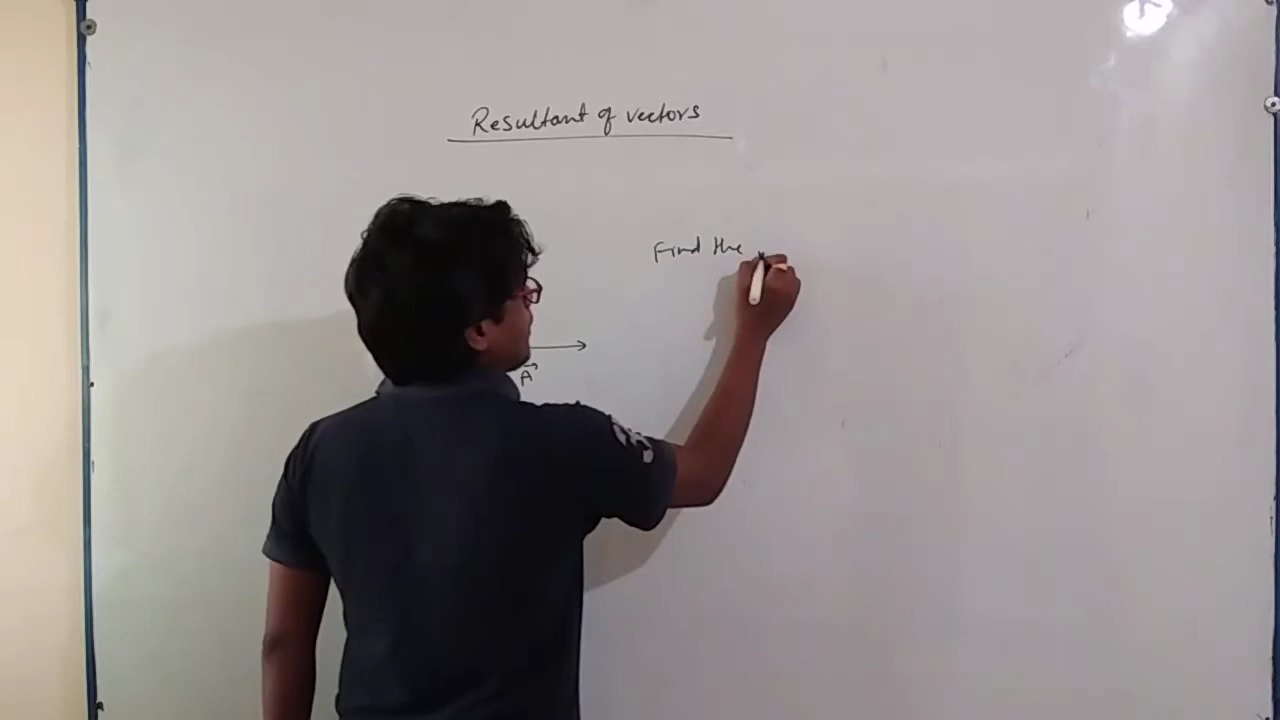 Resultant of vectors
Find the
A